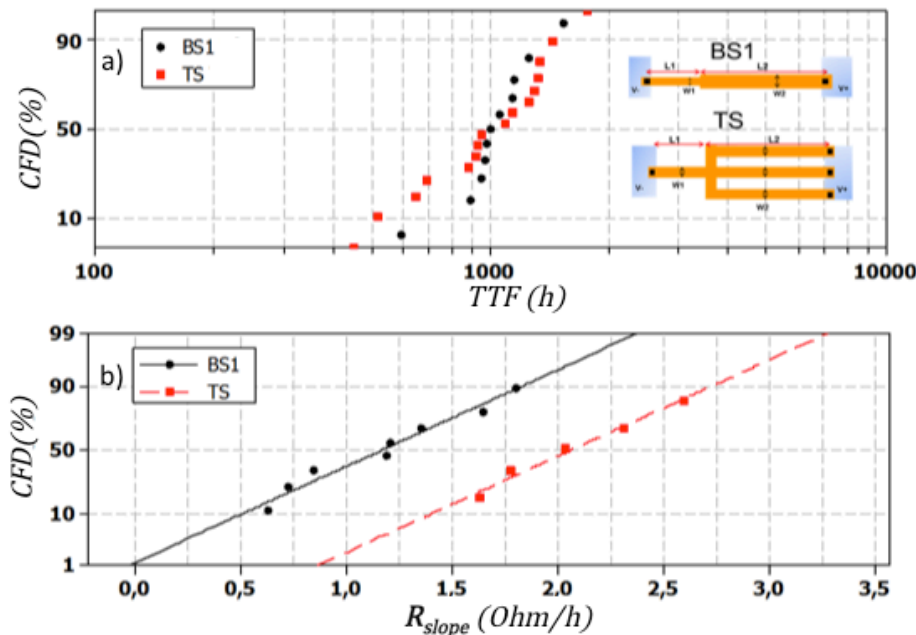 a)
BS1
TS
CFD(%)
90
50
10
100
1000
10000
TTF (h)
BS1
L1
L2
V-
W1
W2
V+
TS
L1
L2
V-
W1
W2
V+
b)
BS1
TS
CFD(%)
99
90
50
10
1
0,0
0,5
1,0
1.5
2.0
2,5
3,0
3.5
Rslope (Ohm/h)